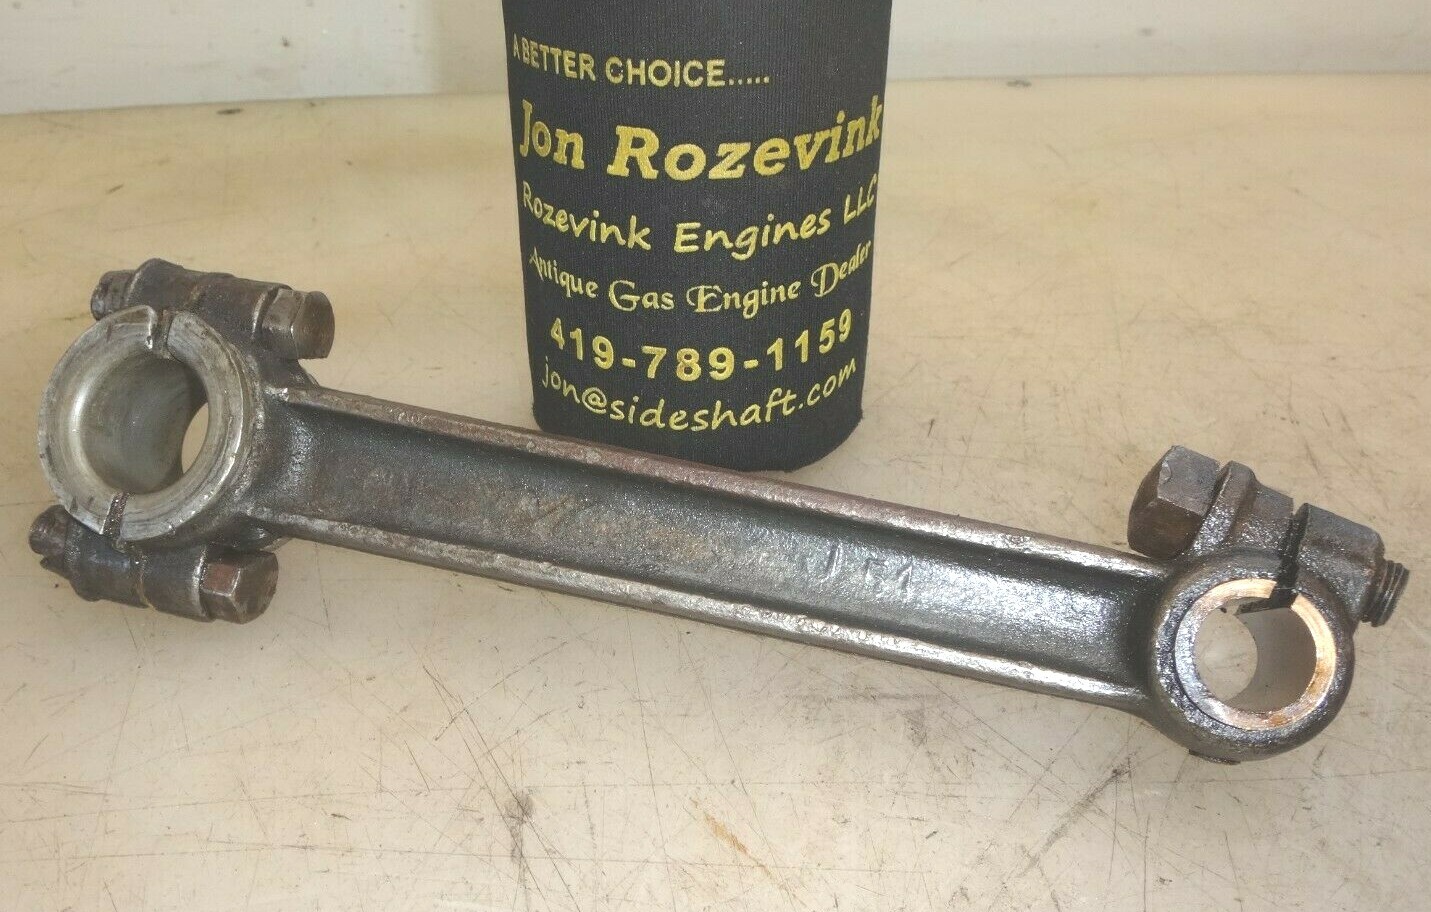 A BETTER CHOICE.....
Jon Rozevink
Rozevink Engines LLC
Antique Gas Engine Dealer
419-789-1159
jon@sideshaft.com